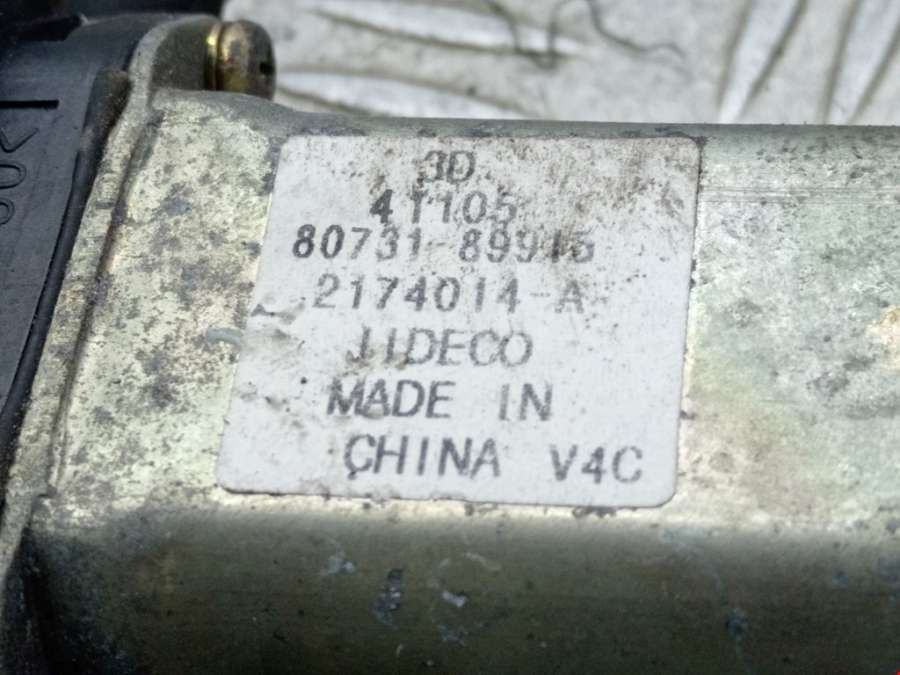 3D
41105
80731-89915
2174014-A
JIDECO
MADE IN
CHINA V4C